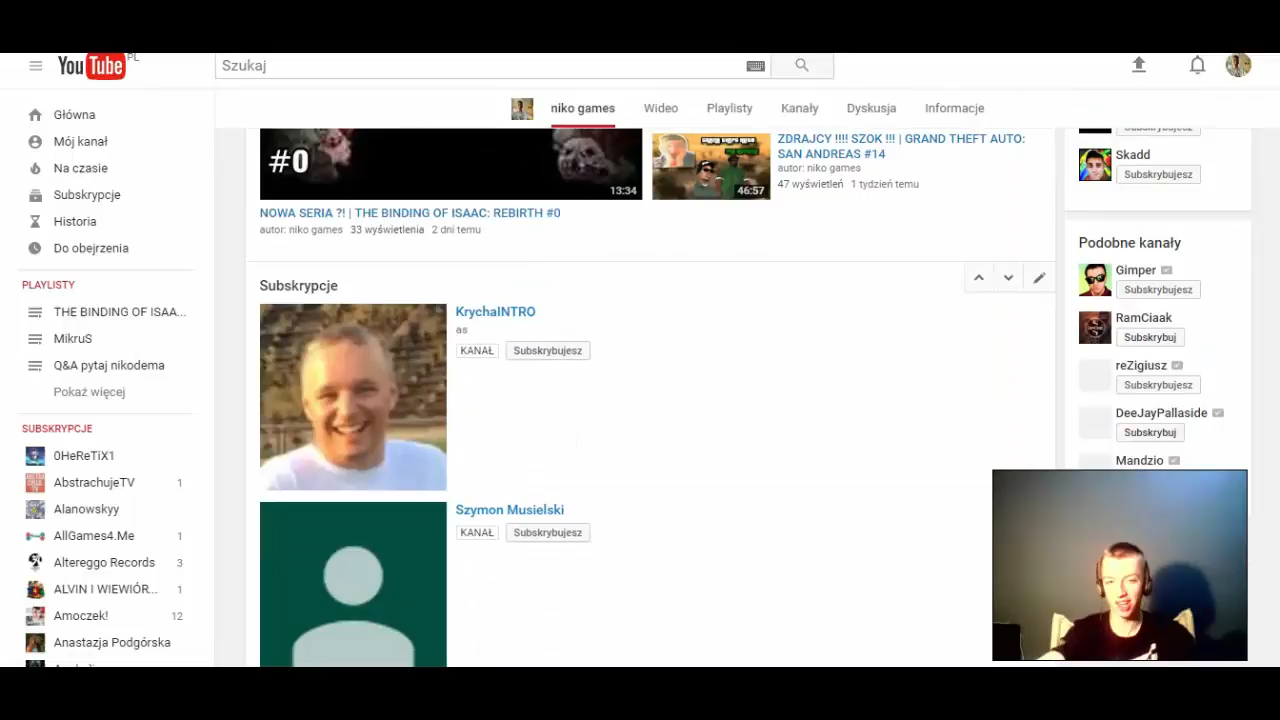 YouTube PL
Szukaj
niko games Wideo Playlisty Kanały Dyskusja Informacje
Główna
Mój kanał
Na czasie
Subskrypcje
Historia
Do obejrzenia
PLAYLISTY
THE BINDING OF ISAA...
MikruS
Q&A pytaj nikodema
Pokaż więcej
SUBSKRYPCJE
0HeReTiX1
AbstrachujeTV 1
Alanowskyy
AllGames4.Me 1
Altereggo Records 3
ALVIN I WIEWIÓR... 1
Amoczek! 12
Anastazja Podgórska
#0
13:34
NOWA SERIA ?! | THE BINDING OF ISAAC: REBIRTH #0
autor: niko games 33 wyświetlenia 2 dni temu
46:57
ZDRAJCY !!!! SZOK !!! | GRAND THEFT AUTO:
SAN ANDREAS #14
autor: niko games
47 wyświetleń 1 tydzień temu
Subskrypcje
KrychaINTRO
as
KANAŁ Subskrybujesz
Szymon Musielski
KANAŁ Subskrybujesz
Subskrybujesz
Skadd
Subskrybujesz
Podobne kanały
Gimper
Subskrybujesz
RamCiaak
Subskrybuj
reZigiusz
Subskrybujesz
DeeJayPallaside
Subskrybuj
Mandzio